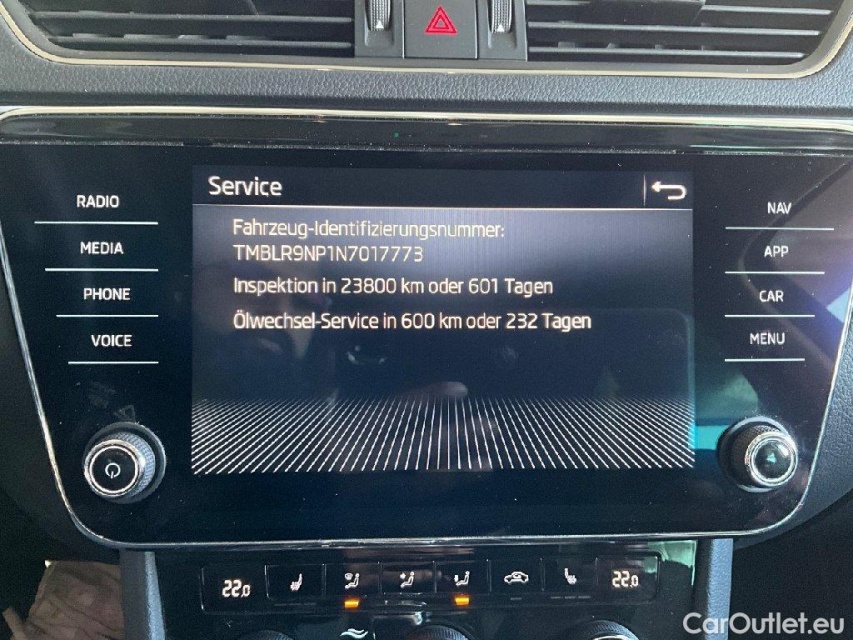 RADIO
MEDIA
PHONE
VOICE
Service
Fahrzeug-Identifizierungsnummer:
TMBLR9NP1N7017773
Inspektion in 23800 km oder 601 Tagen
Ölwechsel-Service in 600 km oder 232 Tagen
NAV
APP
CAR
MENU
22.0
22.0
CarOutlet.eu